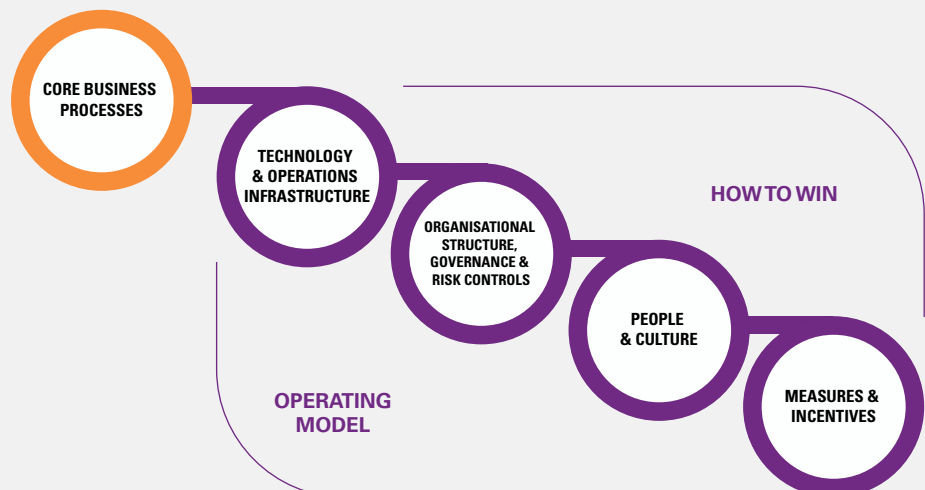 CORE BUSINESS
PROCESSES
TECHNOLOGY
& OPERATIONS
INFRASTRUCTURE
HOW TO WIN
ORGANISATIONAL
STRUCTURE,
GOVERNANCE &
RISK CONTROLS
PEOPLE
& CULTURE
OPERATING
MODEL
MEASURES &
INCENTIVES